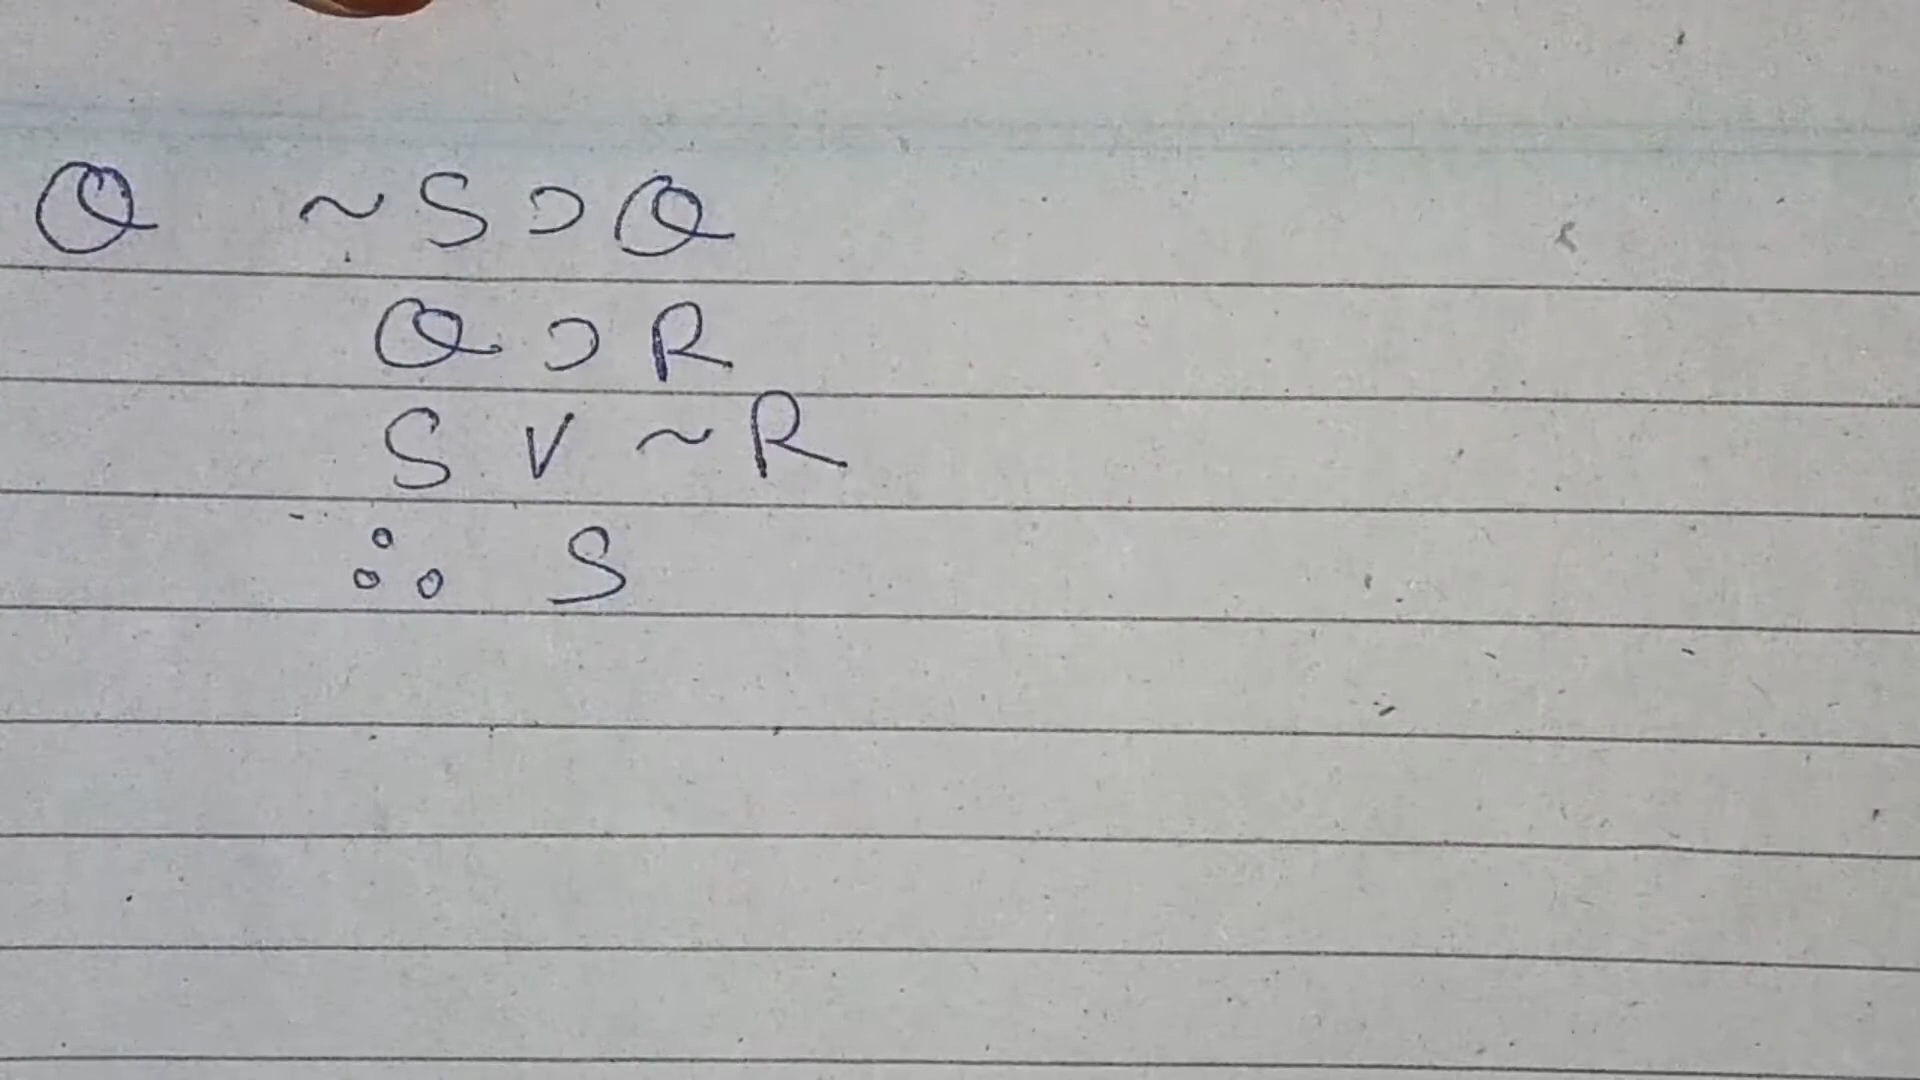 Q ~ S ⊃ Q
Q ⊃ R
S ∨ ~ R
∴ S